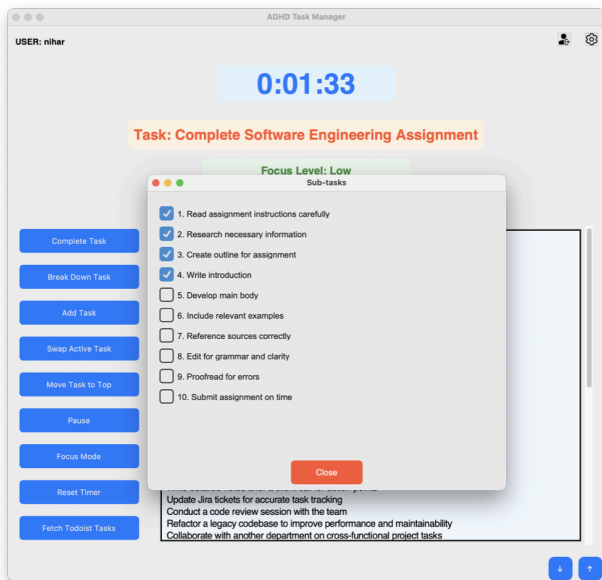 ADHD Task Manager
USER: nihar
0:01:33
Task: Complete Software Engineering Assignment
Focus Level: Low
Sub-tasks
1. Read assignment instructions carefully
2. Research necessary information
3. Create outline for assignment
4. Write introduction
5. Develop main body
6. Include relevant examples
7. Reference sources correctly
8. Edit for grammar and clarity
9. Proofread for errors
10. Submit assignment on time
Close
Complete Task
Break Down Task
Add Task
Swap Active Task
Move Task to Top
Pause
Focus Mode
Reset Timer
Fetch Todoist Tasks
Update Jira tickets for accurate task tracking
Conduct a code review session with the team
Refactor a legacy codebase to improve performance and maintainability
Collaborate with another department on cross-functional project tasks